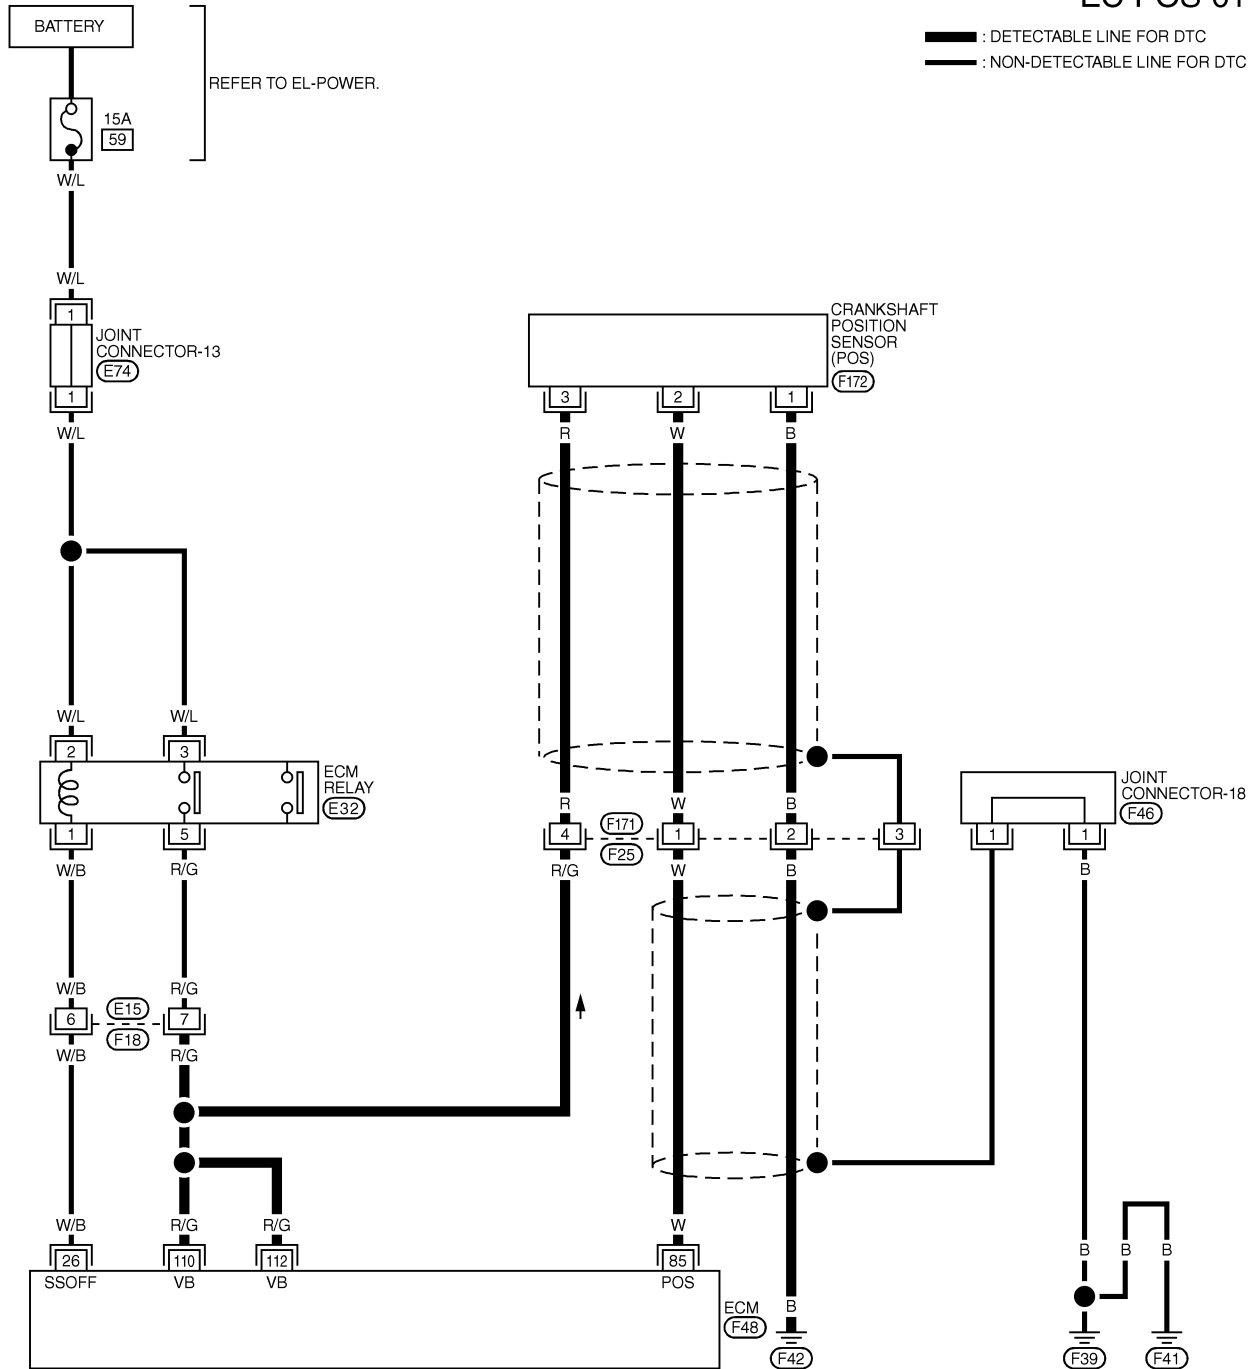 BATTERY
: DETECTABLE LINE FOR DTC
: NON-DETECTABLE LINE FOR DTC
REFER TO EL-POWER.
15A
59
W/L
W/L
1
JOINT
CONNECTOR-13
E74
1
W/L
CRANKSHAFT
POSITION
SENSOR
(POS)
F172
3 2 1
R W B
W/L W/L
2 3
ECM
RELAY
E32
1 5
W/B R/G
R W B
4 F171 1 2 3
F25
R/G W B
JOINT
CONNECTOR-18
F46
1 1
B
W/B R/G
6 E15 7
F18
W/B R/G
W/B R/G R/G W
26 110 112 85
SSOFF VB VB POS
ECM
F48
B
F42
B B B
F39 F41